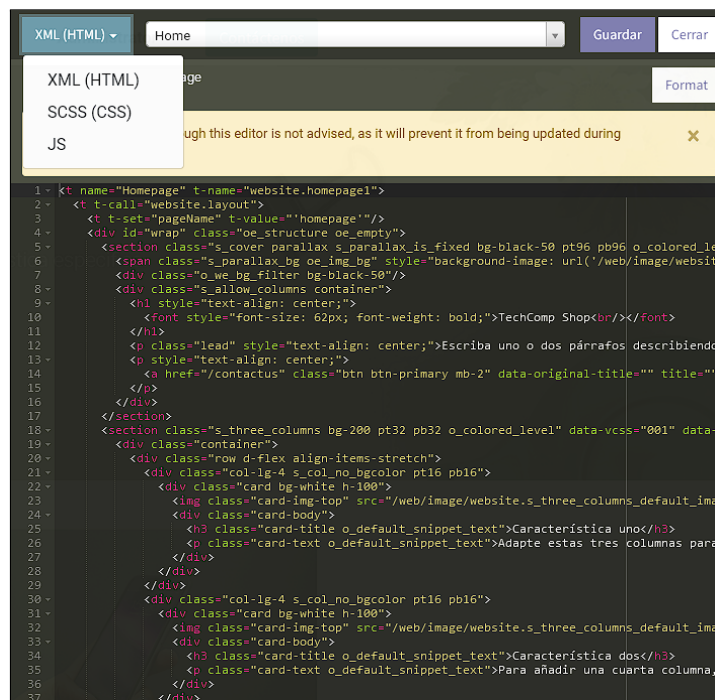 XML (HTML)
Home
Guardar
Cerrar
XML (HTML)
SCSS (CSS)
JS
age
Format
ugh this editor is not advised, as it will prevent it from being updated during
1 <t name="Homepage" t-name="website.homepage1">
2 <t t-call="website.layout">
3 <t t-set="pageName" t-value="'homepage'"/>
4 <div id="wrap" class="oe_structure oe_empty">
5 <section class="s_cover parallax s_parallax_is_fixed bg-black-50 pt96 pb96 o_colored_le
6 <span class="s_parallax_bg oe_img_bg" style="background-image: url('/web/image/websit
7 <div class="o_we_bg_filter bg-black-50"/>
8 <div class="s_allow_columns container">
9 <h1 style="text-align: center;">
10 <font style="font-size: 62px; font-weight: bold;">TechComp Shop<br/></font>
11 </h1>
12 <p class="lead" style="text-align: center;">Escriba uno o dos párrafos describiendo
13 <p style="text-align: center;">
14 <a href="/contactus" class="btn btn-primary mb-2" data-original-title="" title="'
15 </p>
16 </div>
17 </section>
18 <section class="s_three_columns bg-200 pt32 pb32 o_colored_level" data-vcss="001" data-
19 <div class="container">
20 <div class="row d-flex align-items-stretch">
21 <div class="col-lg-4 s_col_no_bgcolor pt16 pb16">
22 <div class="card bg-white h-100">
23 <img class="card-img-top" src="/web/image/website.s_three_columns_default_ima
24 <div class="card-body">
25 <h3 class="card-title o_default_snippet_text">Característica uno</h3>
26 <p class="card-text o_default_snippet_text">Adapte estas tres columnas para
27 </div>
28 </div>
29 </div>
30 <div class="col-lg-4 s_col_no_bgcolor pt16 pb16">
31 <div class="card bg-white h-100">
32 <img class="card-img-top" src="/web/image/website.s_three_columns_default_ima
33 <div class="card-body">
34 <h3 class="card-title o_default_snippet_text">Característica dos</h3>
35 <p class="card-text o_default_snippet_text">Para añadir una cuarta columna,
36 </div>
37 </div>